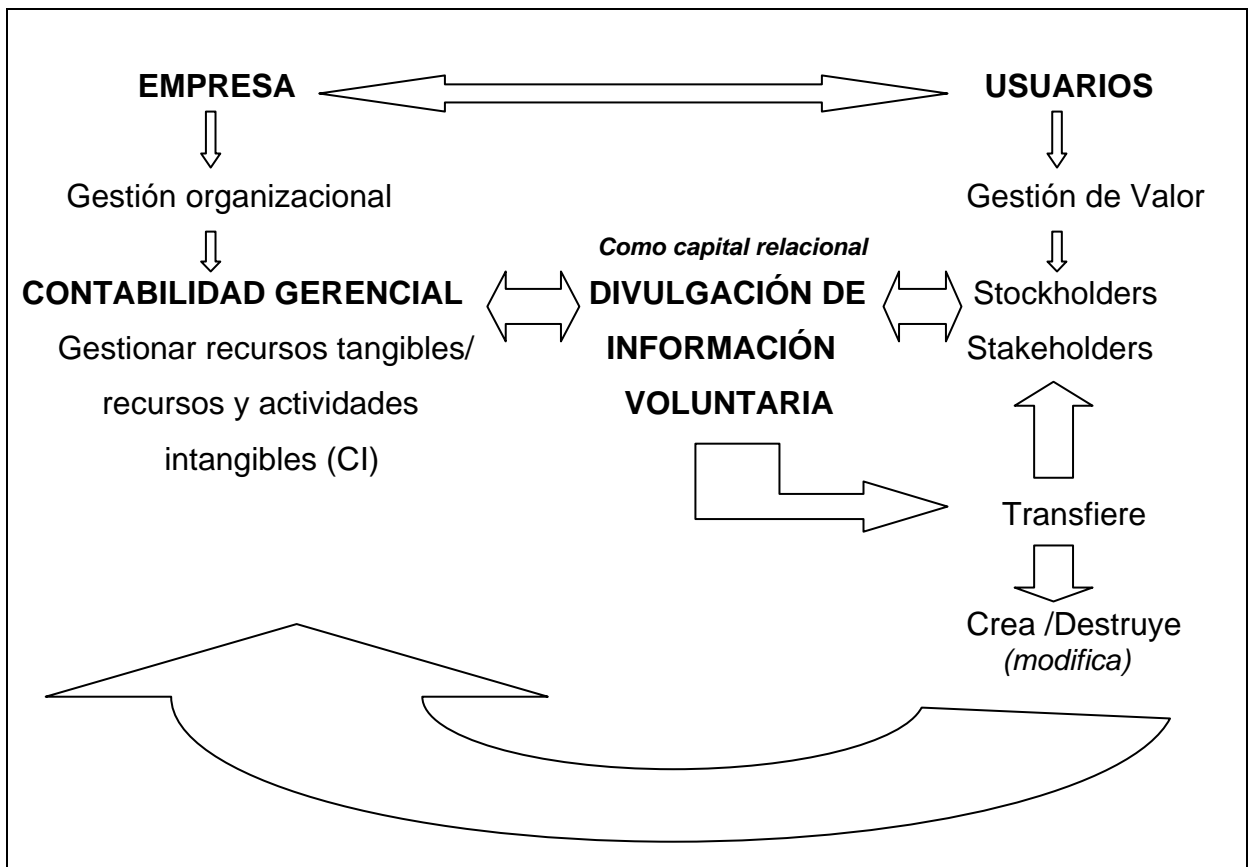 EMPRESA
USUARIOS
Gestión organizacional
Gestión de Valor
Como capital relacional
CONTABILIDAD GERENCIAL
DIVULGACIÓN DE
Stockholders
Gestionar recursos tangibles/
INFORMACIÓN
Stakeholders
recursos y actividades
VOLUNTARIA
intangibles (CI)
Transfiere
Crea /Destruye
(modifica)